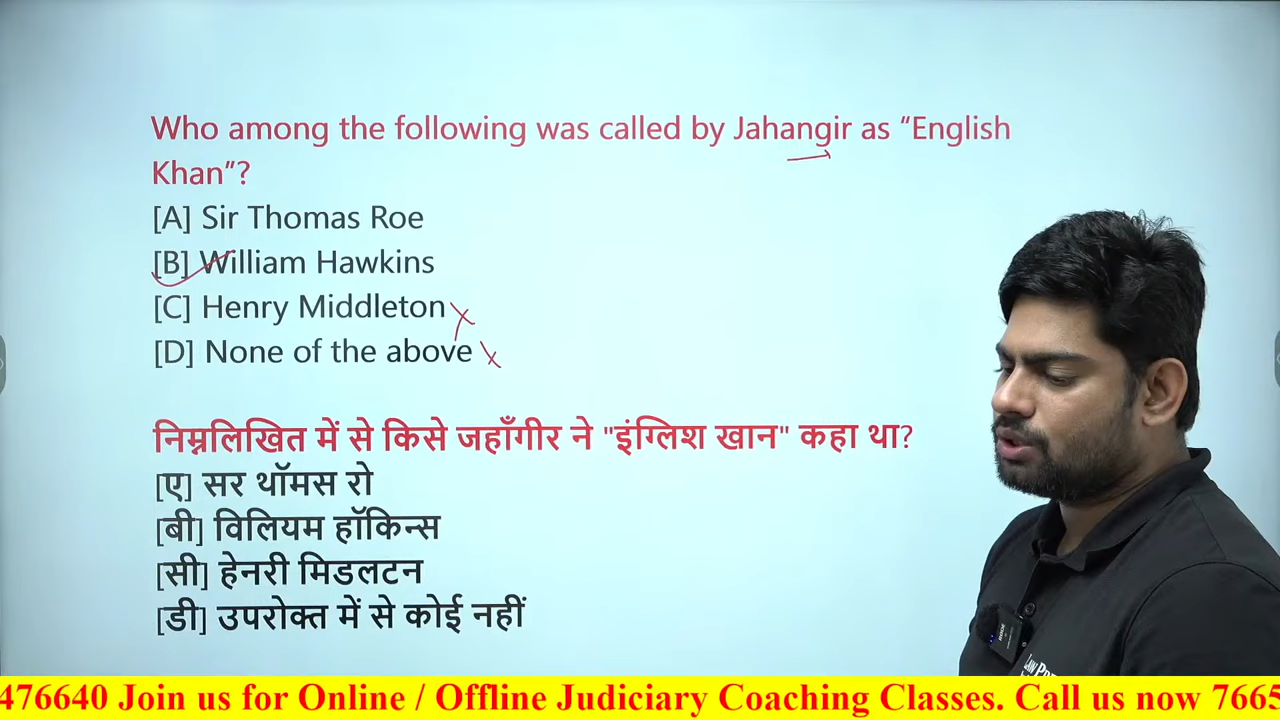 Who among the following was called by Jahangir as “English
Khan”?
[A] Sir Thomas Roe
[B] William Hawkins
[C] Henry Middleton
[D] None of the above
निम्नलिखित में से किसे जहाँगीर ने "इंग्लिश खान" कहा था?
[ए] सर थॉमस रो
[बी] विलियम हॉकिन्स
[सी] हेनरी मिडलटन
[डी] उपरोक्त में से कोई नहीं
RODE
LAW
476640 Join us for Online / Offline Judiciary Coaching Classes. Call us now 7665